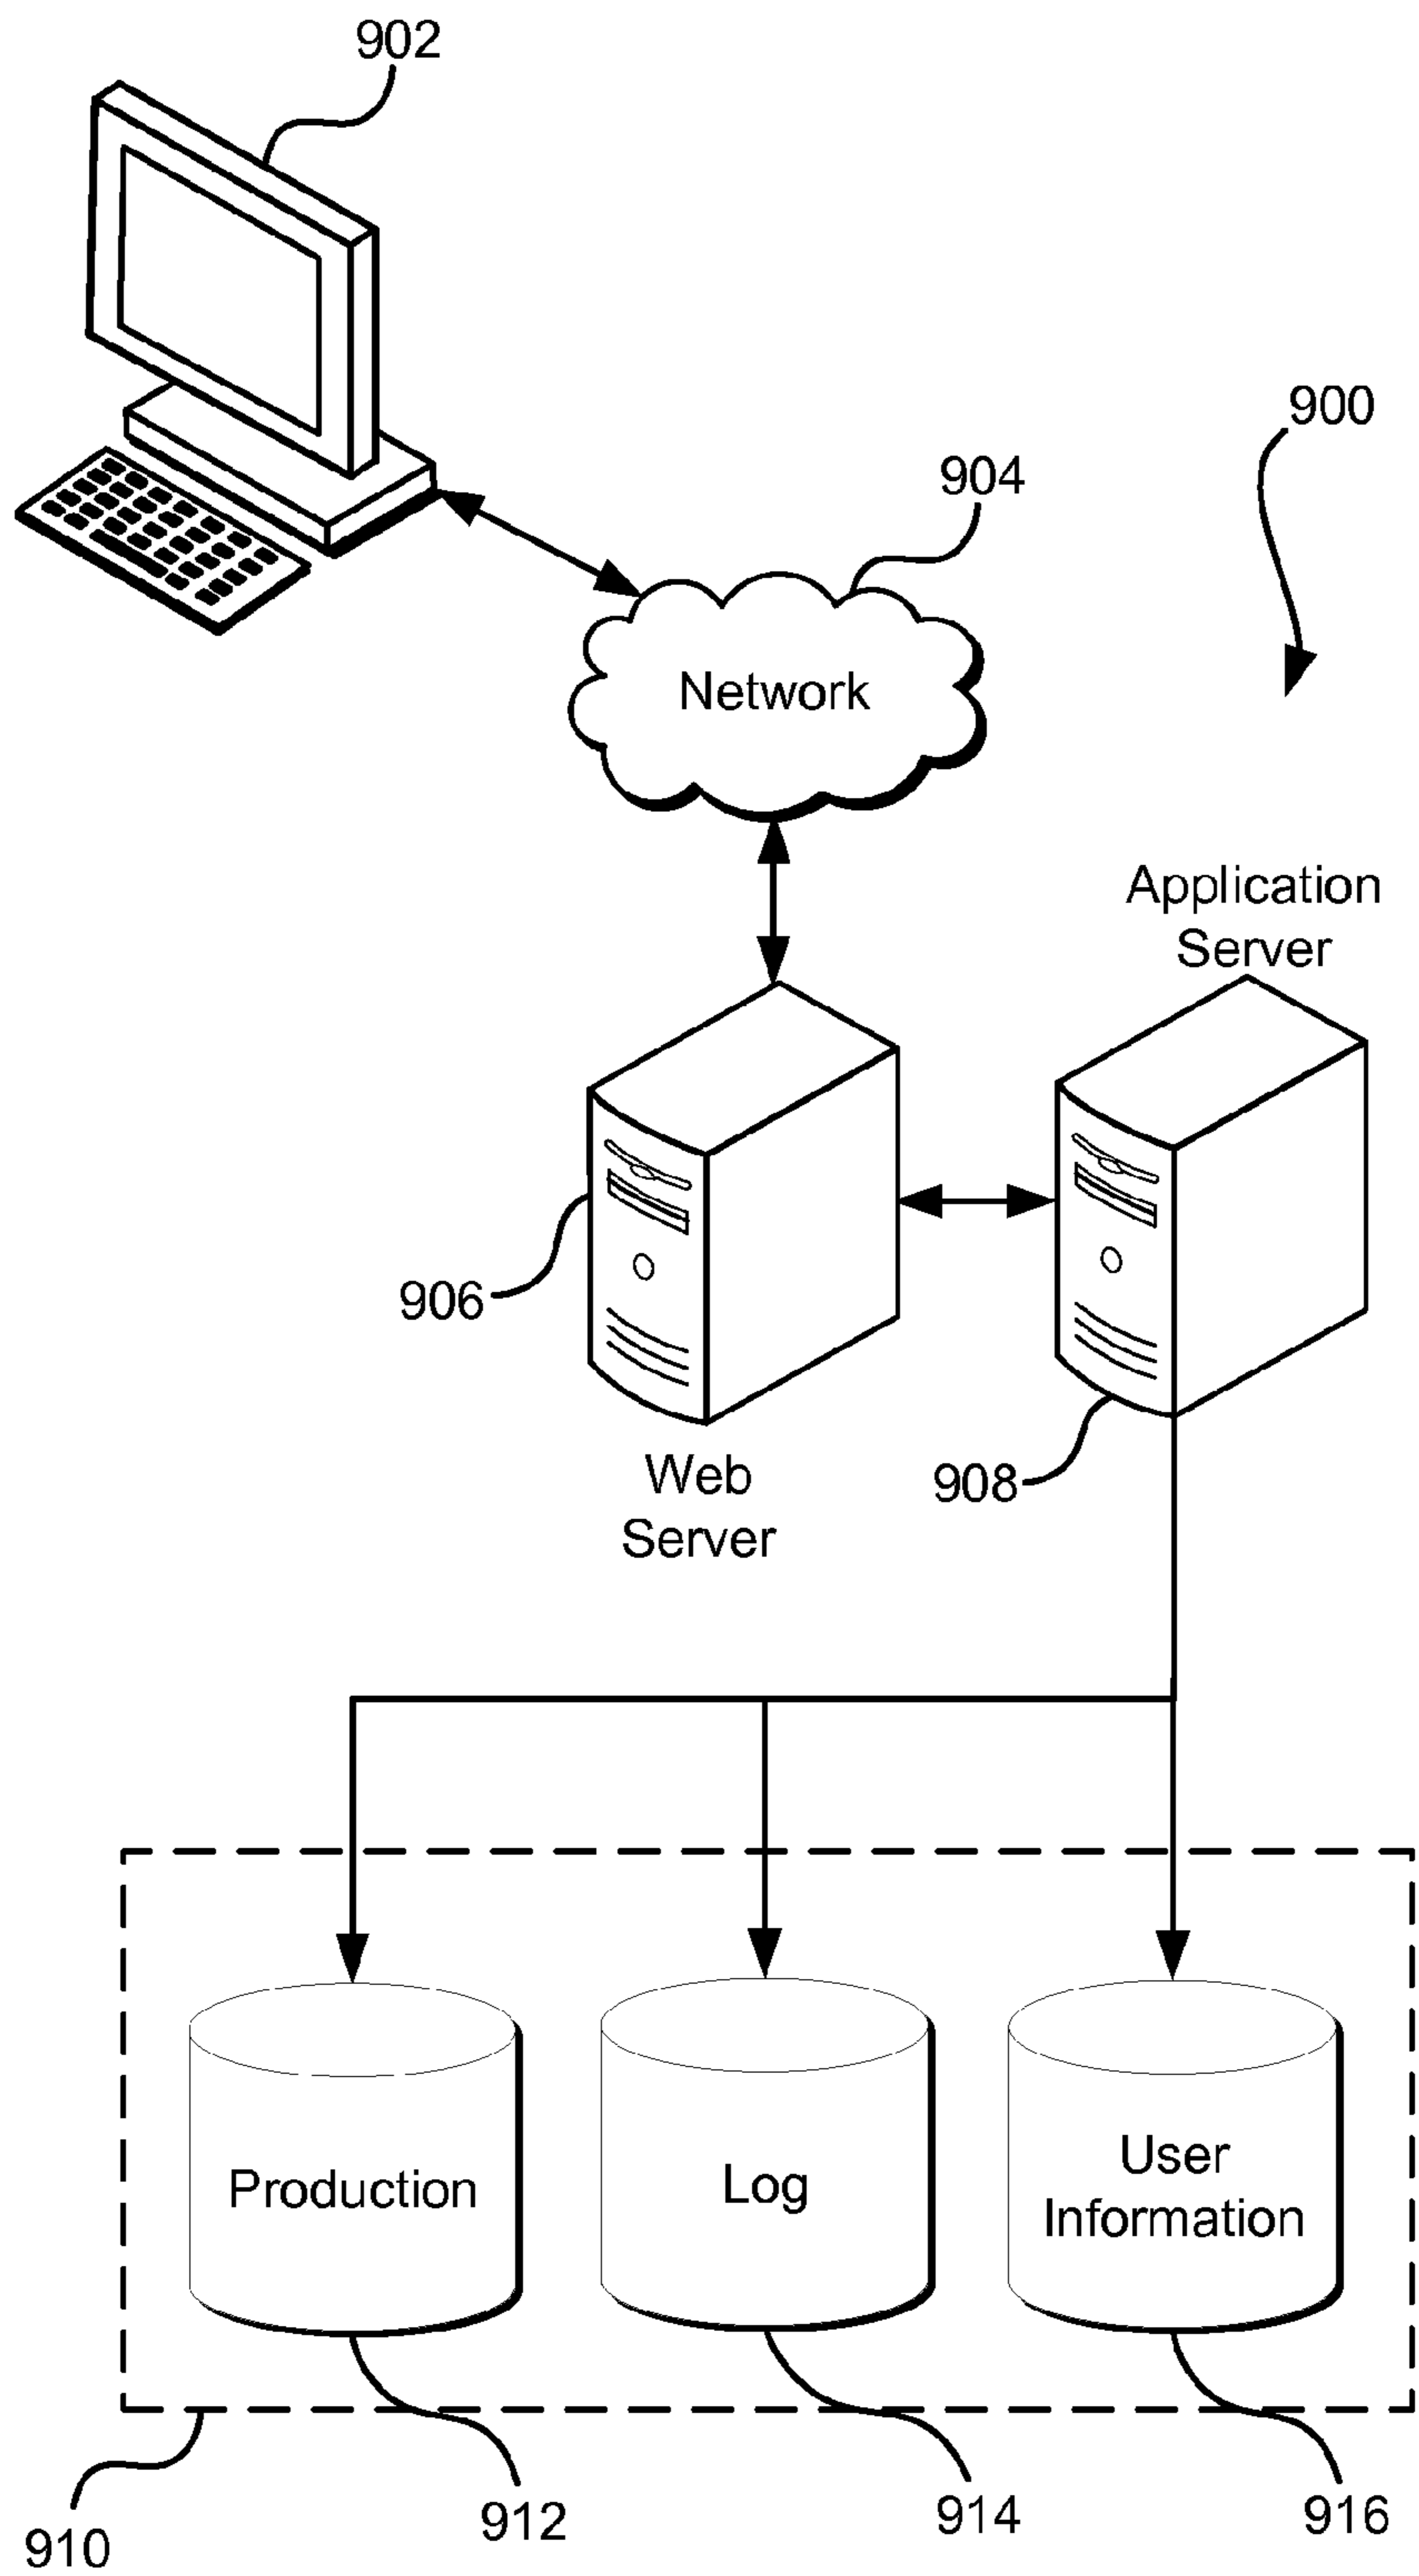 902
900
904
Network
Application
Server
906
908
Web
Server
Production
Log
User
Information
910
912
914
916